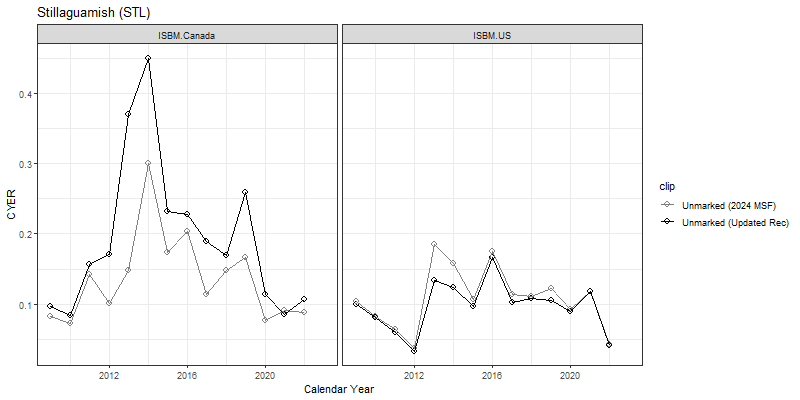 Stillaguamish (STL)
ISBM.Canada
ISBM.US
0.4
0.3
0.2
0.1
CYER
2012
2016
2020
2012
2016
2020
Calendar Year
clip
Unmarked (2024 MSF)
Unmarked (Updated Rec)